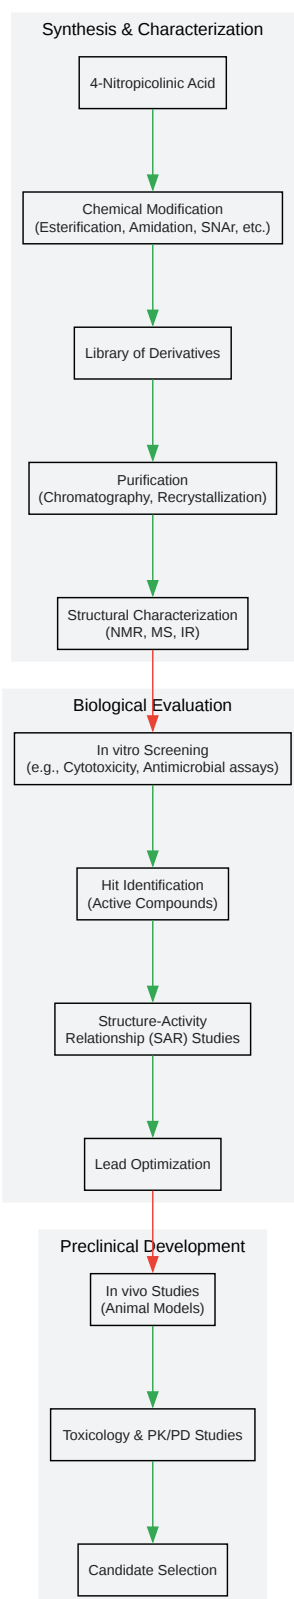 Synthesis & Characterization
4-Nitropicolinic Acid
Chemical Modification
(Esterification, Amidation, SNAr, etc.)
Library of Derivatives
Purification
(Chromatography, Recrystallization)
Structural Characterization
(NMR, MS, IR)
Biological Evaluation
In vitro Screening
(e.g., Cytotoxicity, Antimicrobial assays)
Hit Identification
(Active Compounds)
Structure-Activity
Relationship (SAR) Studies
Lead Optimization
Preclinical Development
In vivo Studies
(Animal Models)
Toxicology & PK/PD Studies
Candidate Selection